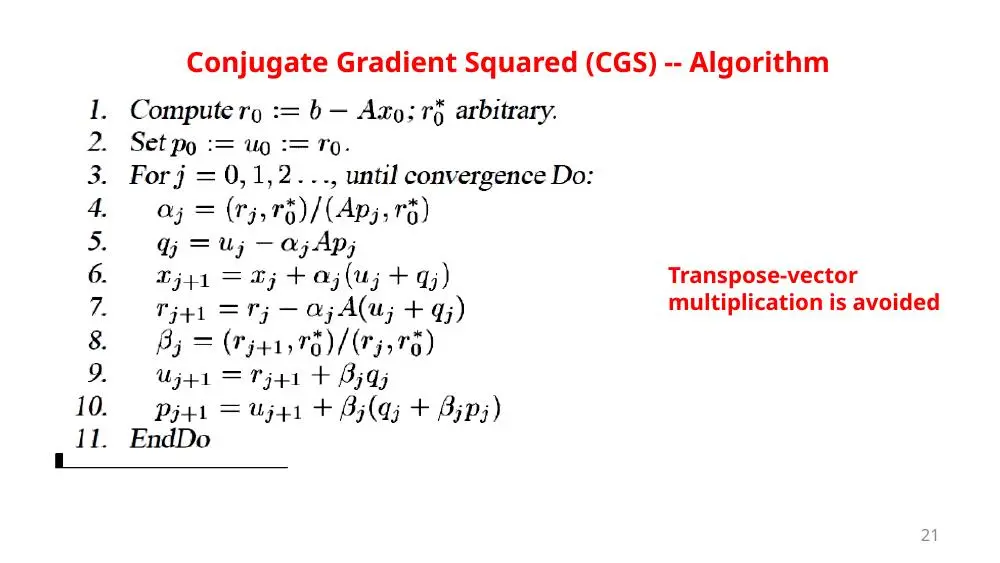 Conjugate Gradient Squared (CGS) -- Algorithm
1. Compute r₀ := b − Ax₀; r₀* arbitrary.
2. Set p₀ := u₀ := r₀.
3. For j = 0, 1, 2 . . ., until convergence Do:
4. αⱼ = (rⱼ, r₀*)/(Apⱼ, r₀*)
5. qⱼ = uⱼ − αⱼApⱼ
6. xⱼ₊₁ = xⱼ + αⱼ(uⱼ + qⱼ)
7. rⱼ₊₁ = rⱼ − αⱼA(uⱼ + qⱼ)
8. βⱼ = (rⱼ₊₁, r₀*)/(rⱼ, r₀*)
9. uⱼ₊₁ = rⱼ₊₁ + βⱼqⱼ
10. pⱼ₊₁ = uⱼ₊₁ + βⱼ(qⱼ + βⱼpⱼ)
11. EndDo
Transpose-vector
multiplication is avoided
21